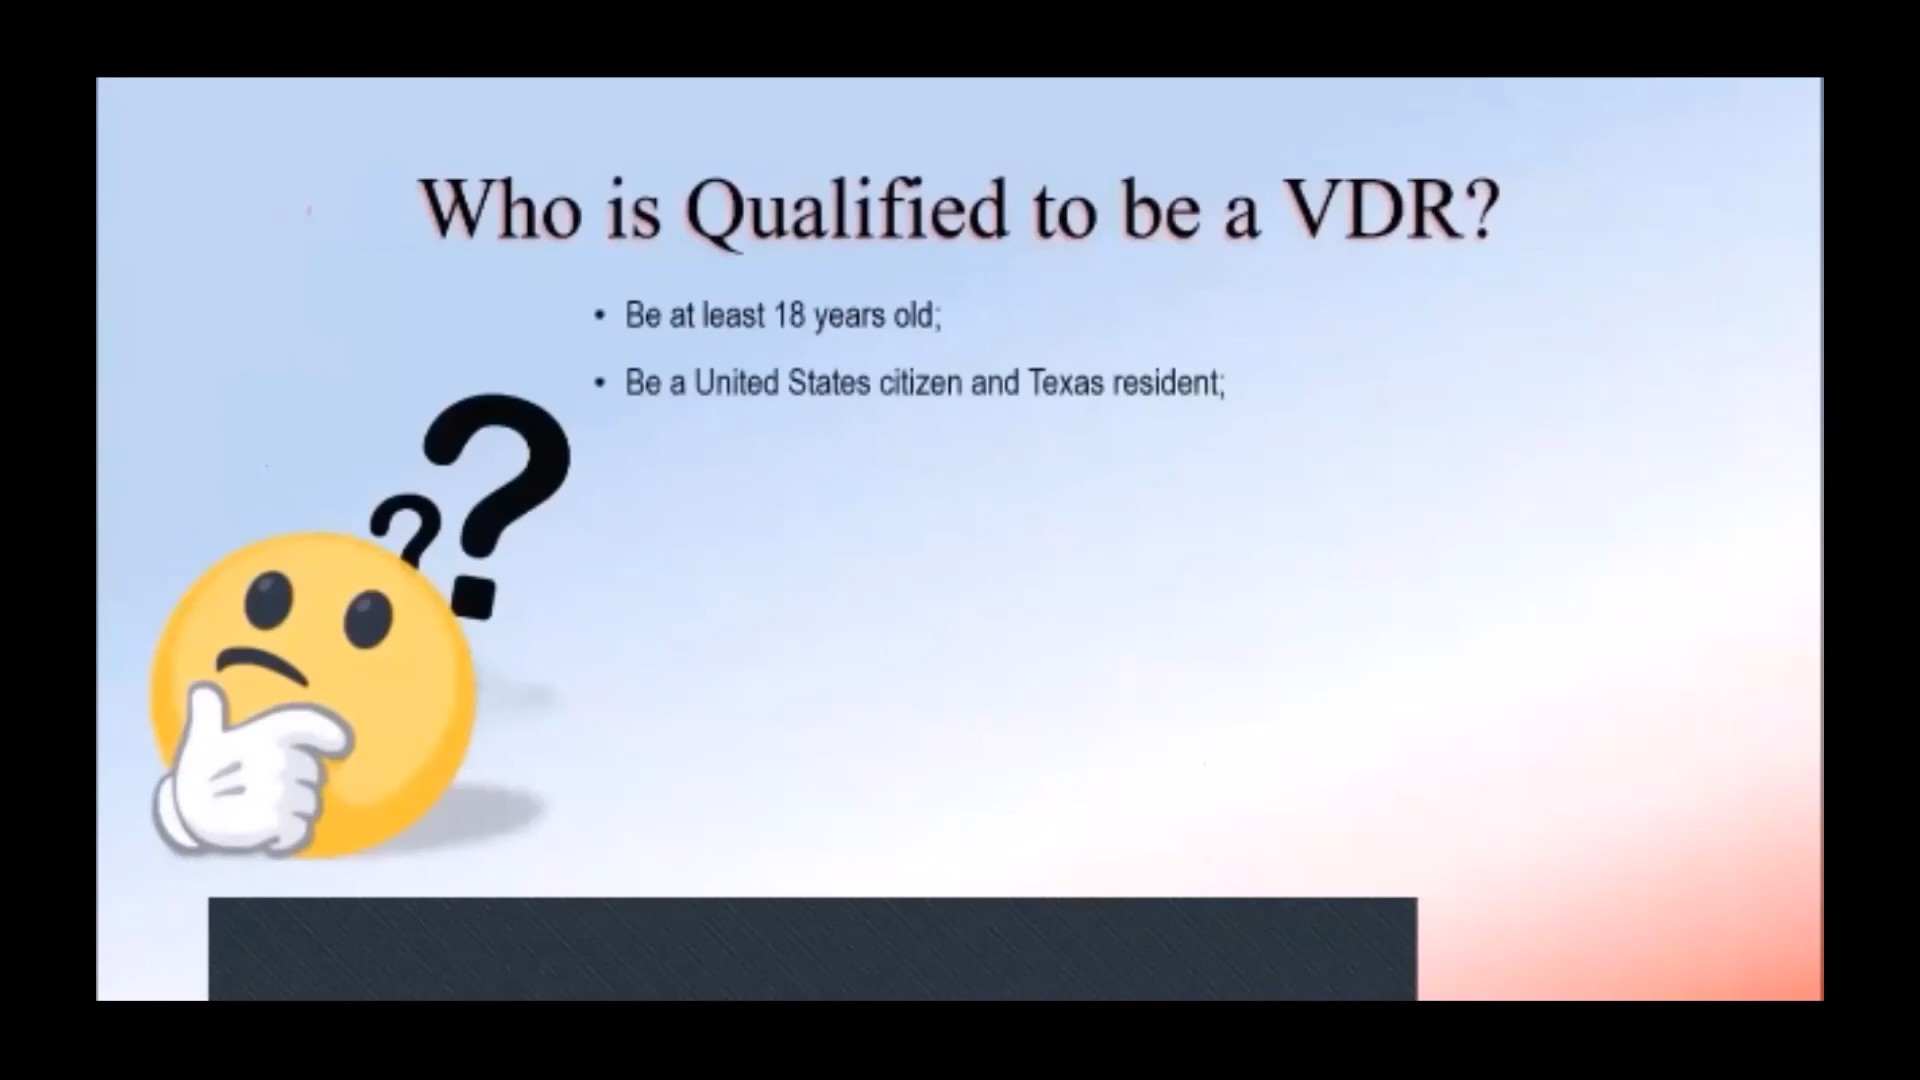 Who is Qualified to be a VDR?
• Be at least 18 years old;
• Be a United States citizen and Texas resident;
? ?